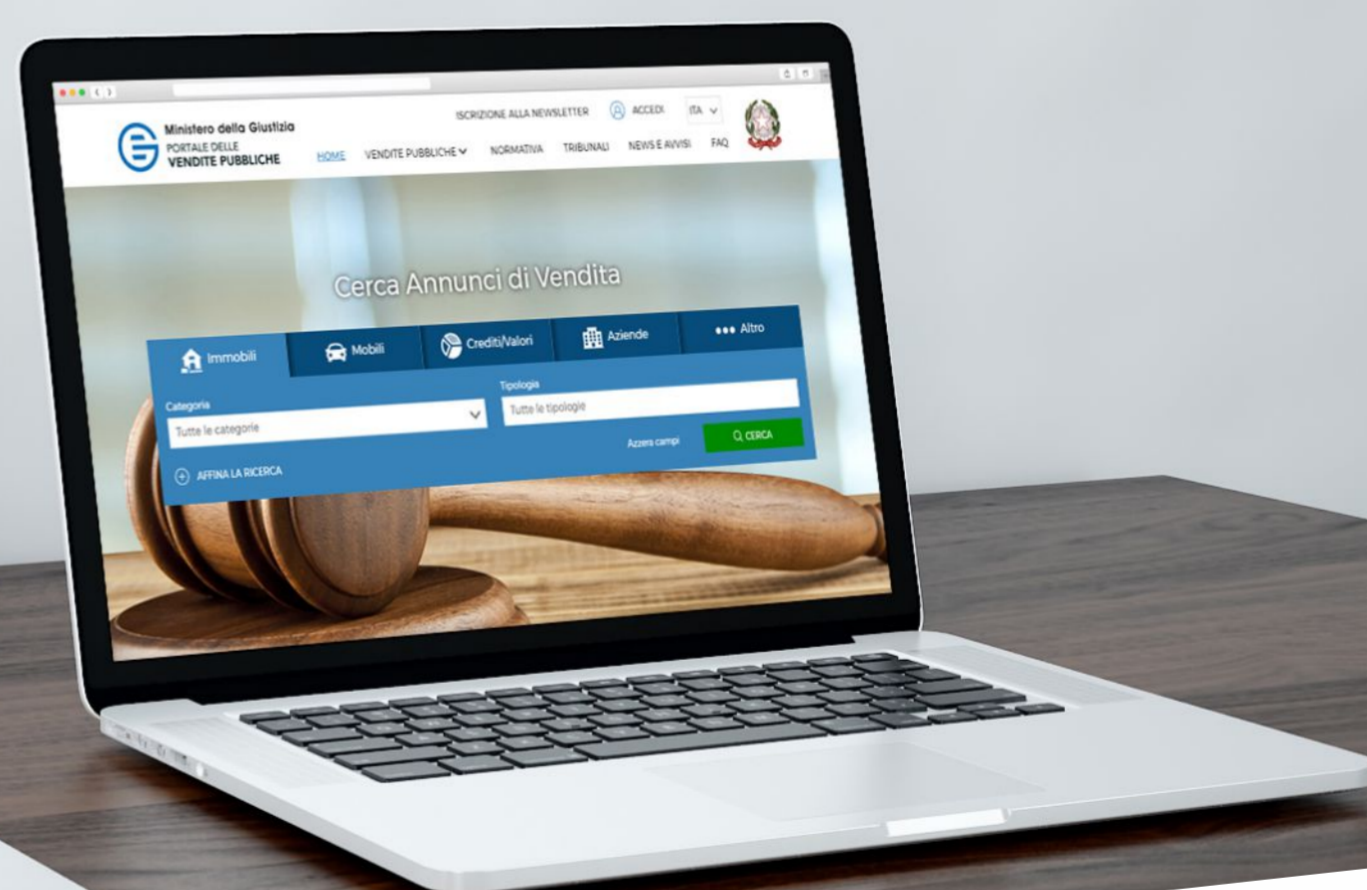 ISCRIZIONE ALLA NEWSLETTER
ACCEDI
ITA
Ministero della Giustizia
PORTALE DELLE
VENDITE PUBBLICHE
HOME
VENDITE PUBBLICHE
NORMATIVA
TRIBUNALI
NEWS E AVVISI
FAQ
Cerca Annunci di Vendita
Immobili
Mobili
Crediti/Valori
Aziende
Altro
Categoria
Tutte le categorie
Tipologia
Tutte le tipologie
AFFINA LA RICERCA
Azzera campi
CERCA